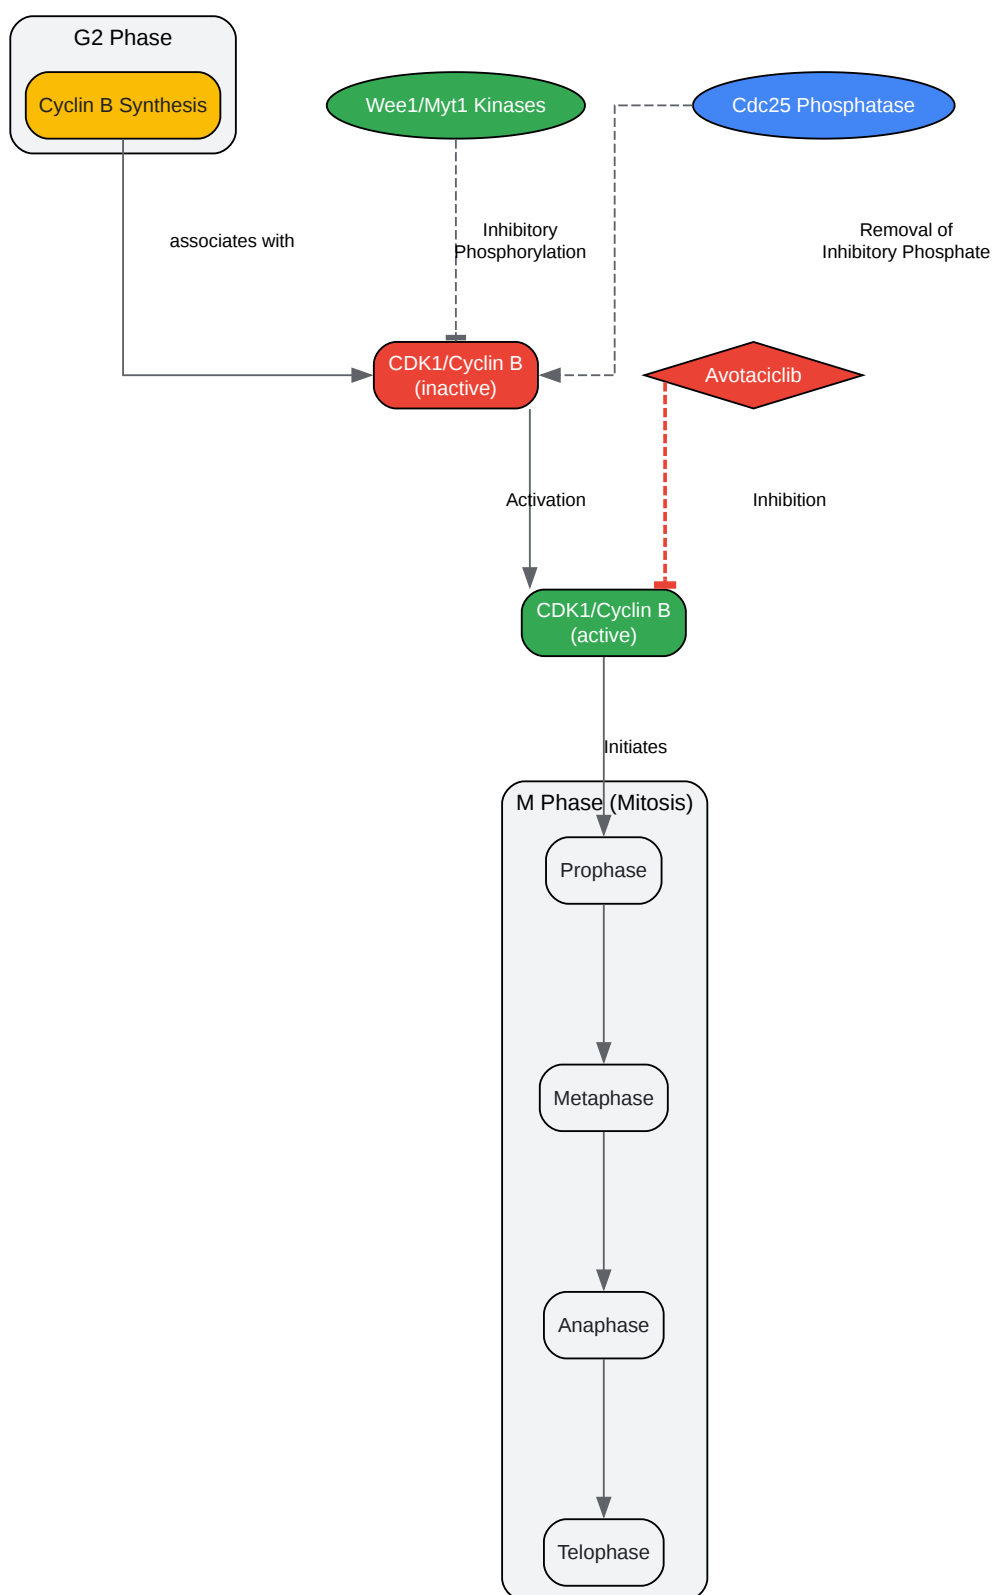 G2 Phase
Cyclin B Synthesis
Wee1/Myt1 Kinases
Cdc25 Phosphatase
associates with
Inhibitory
Phosphorylation
Removal of
Inhibitory Phosphate
CDK1/Cyclin B
(inactive)
Avotaciclib
Activation
Inhibition
CDK1/Cyclin B
(active)
Initiates
M Phase (Mitosis)
Prophase
Metaphase
Anaphase
Telophase